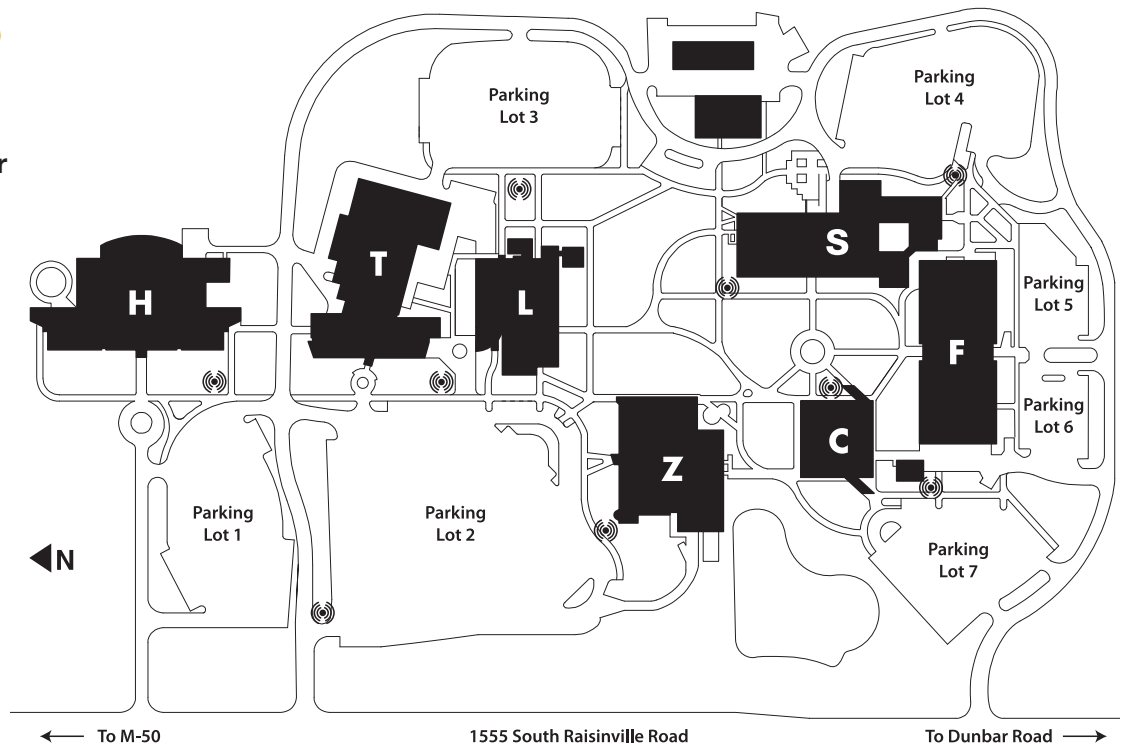 Parking
Lot 3
Parking
Lot 4
r
T
S
H
L
Parking
Lot 5
F
Parking
Lot 6
C
Z
Parking
Lot 1
Parking
Lot 2
Parking
Lot 7
N
To M-50
1555 South Raisinville Road
To Dunbar Road